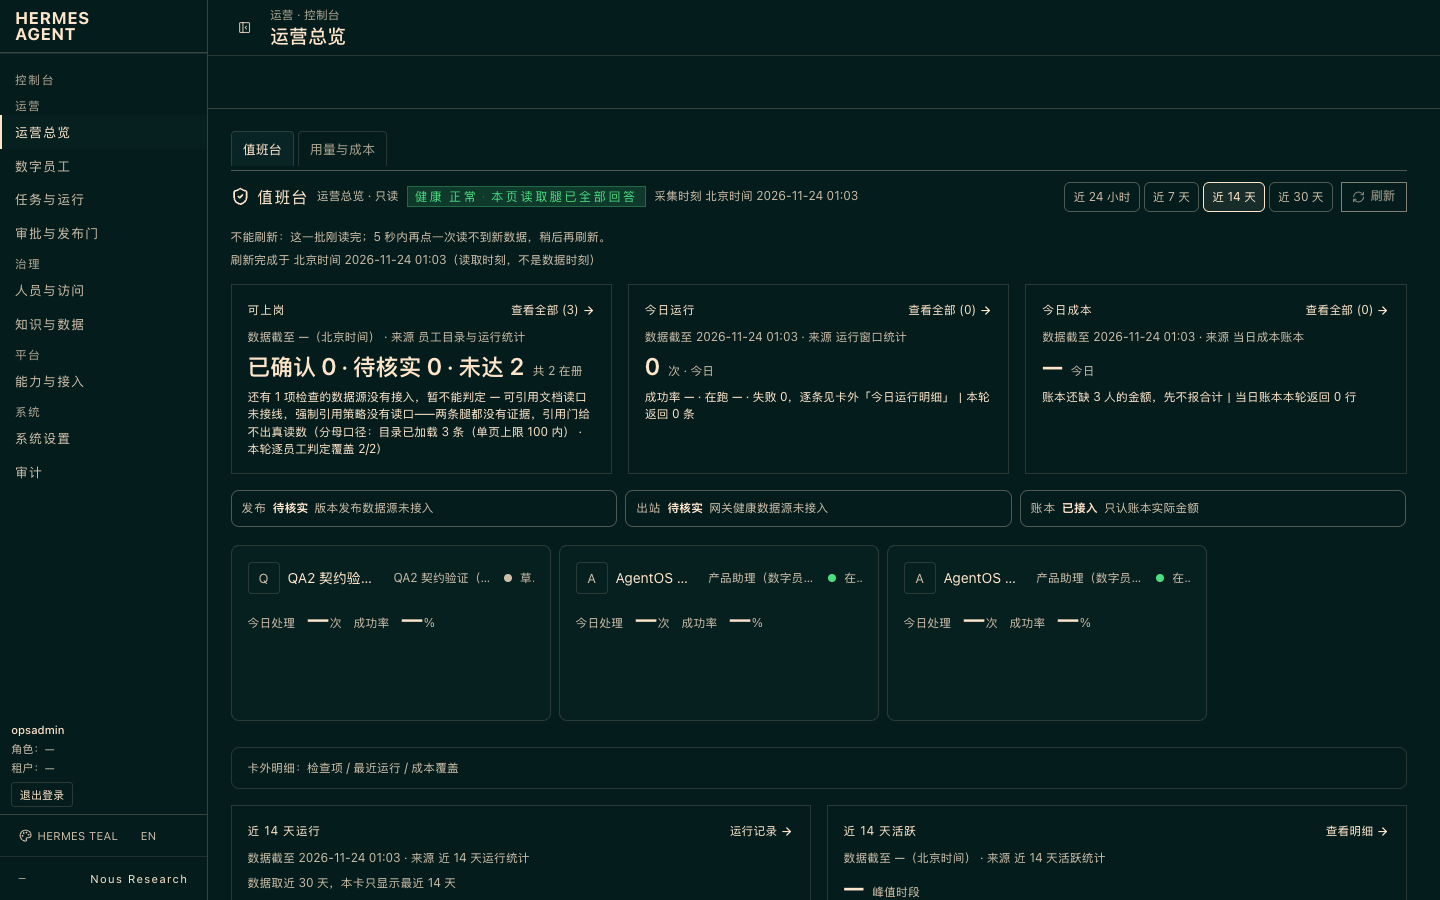 HERMES
AGENT
控制台
运营
运营总览
数字员工
任务与运行
审批与发布门
治理
人员与访问
知识与数据
平台
能力与接入
系统
系统设置
审计
opsadmin
角色：—
租户：—
退出登录
HERMES TEAL EN
— Nous Research
运营 · 控制台
运营总览
值班台 用量与成本
值班台 运营总览 · 只读 健康 正常 · 本页读取腿已全部回答 采集时刻 北京时间 2026-11-24 01:03 近 24 小时 近 7 天 近 14 天 近 30 天 刷新
不能刷新：这一批刚读完；5 秒内再点一次读不到新数据，稍后再刷新。
刷新完成于 北京时间 2026-11-24 01:03（读取时刻，不是数据时刻）
可上岗 查看全部 (3) →
数据截至 —（北京时间） · 来源 员工目录与运行统计
已确认 0 · 待核实 0 · 未达 2 共 2 在册
还有 1 项检查的数据源没有接入，暂不能判定 — 可引用文档读口
未接线，强制引用策略没有读口——两条腿都没有证据，引用门给
不出真读数（分母口径：目录已加载 3 条（单页上限 100 内） ·
本轮逐员工判定覆盖 2/2）
今日运行 查看全部 (0) →
数据截至 2026-11-24 01:03 · 来源 运行窗口统计
0 次 · 今日
成功率 — · 在跑 — · 失败 0，逐条见卡外「今日运行明细」 | 本轮
返回 0 条
今日成本 查看全部 (0) →
数据截至 2026-11-24 01:03 · 来源 当日成本账本
— 今日
账本还缺 3 人的金额，先不报合计 | 当日账本本轮返回 0 行
发布 待核实 版本发布数据源未接入
出站 待核实 网关健康数据源未接入
账本 已接入 只认账本实际金额
Q QA2 契约验... QA2 契约验证（... 草.
今日处理 —次 成功率 —%
A AgentOS ... 产品助理（数字员... 在..
今日处理 —次 成功率 —%
A AgentOS ... 产品助理（数字员... 在..
今日处理 —次 成功率 —%
卡外明细：检查项 / 最近运行 / 成本覆盖
近 14 天运行 运行记录 →
数据截至 2026-11-24 01:03 · 来源 近 14 天运行统计
数据取近 30 天，本卡只显示最近 14 天
近 14 天活跃 查看明细 →
数据截至 —（北京时间） · 来源 近 14 天活跃统计
— 峰值时段